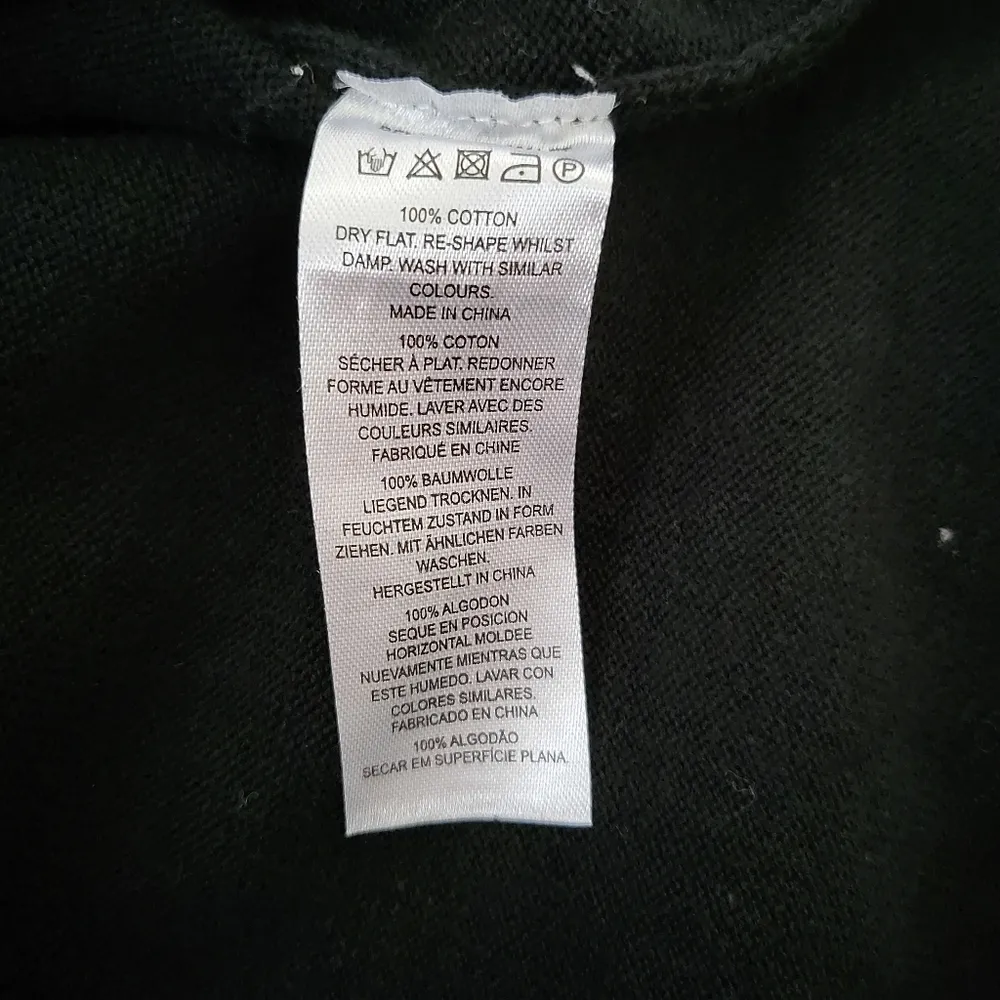 P
100% COTTON
DRY FLAT. RE-SHAPE WHILST
DAMP. WASH WITH SIMILAR
COLOURS.
MADE IN CHINA
100% COTON
SÉCHER À PLAT. REDONNER
FORME AU VÊTEMENT ENCORE
HUMIDE. LAVER AVEC DES
COULEURS SIMILAIRES.
FABRIQUÉ EN CHINE
100% BAUMWOLLE
LIEGEND TROCKNEN. IN
FEUCHTEM ZUSTAND IN FORM
ZIEHEN. MIT ÄHNLICHEN FARBEN
WASCHEN.
HERGESTELLT IN CHINA
100% ALGODON
SEQUE EN POSICION
HORIZONTAL MOLDEE
NUEVAMENTE MIENTRAS QUE
ESTE HUMEDO. LAVAR CON
COLORES SIMILARES.
FABRICADO EN CHINA
100% ALGODÃO
SECAR EM SUPERFÍCIE PLANA.